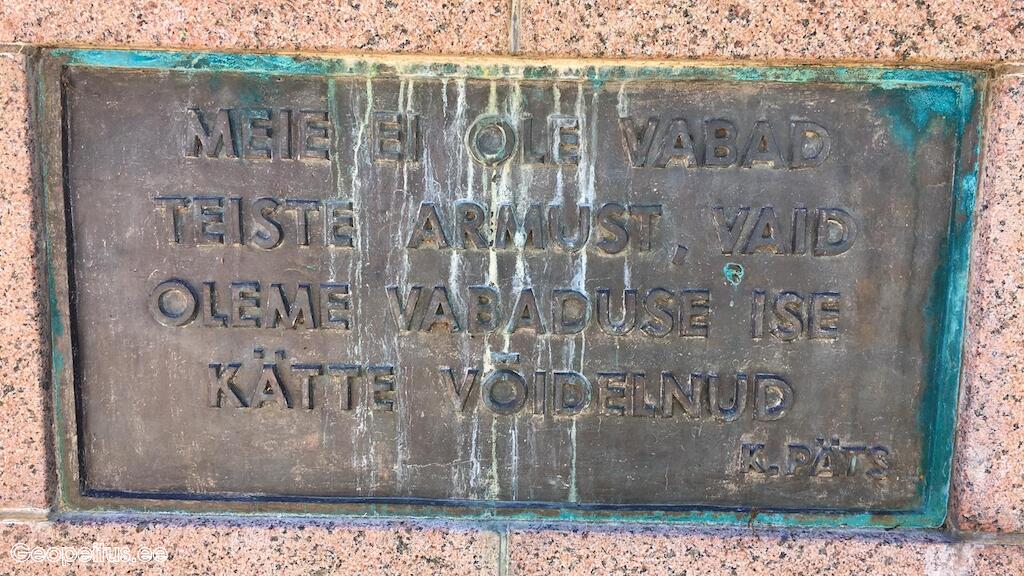 MEIE EI OLE VABAD
TEISTE ARMUST, VAID
OLEME VABADUSE ISE
KÄTTE VÕIDELNUD
K. PÄTS
Geopeitus.ee